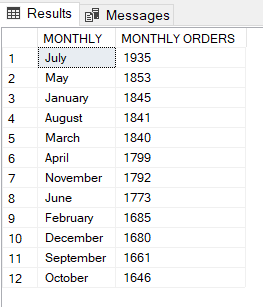 Results Messages
MONTHLY MONTHLY ORDERS
1 July 1935
2 May 1853
3 January 1845
4 August 1841
5 March 1840
6 April 1799
7 November 1792
8 June 1773
9 February 1685
10 December 1680
11 September 1661
12 October 1646